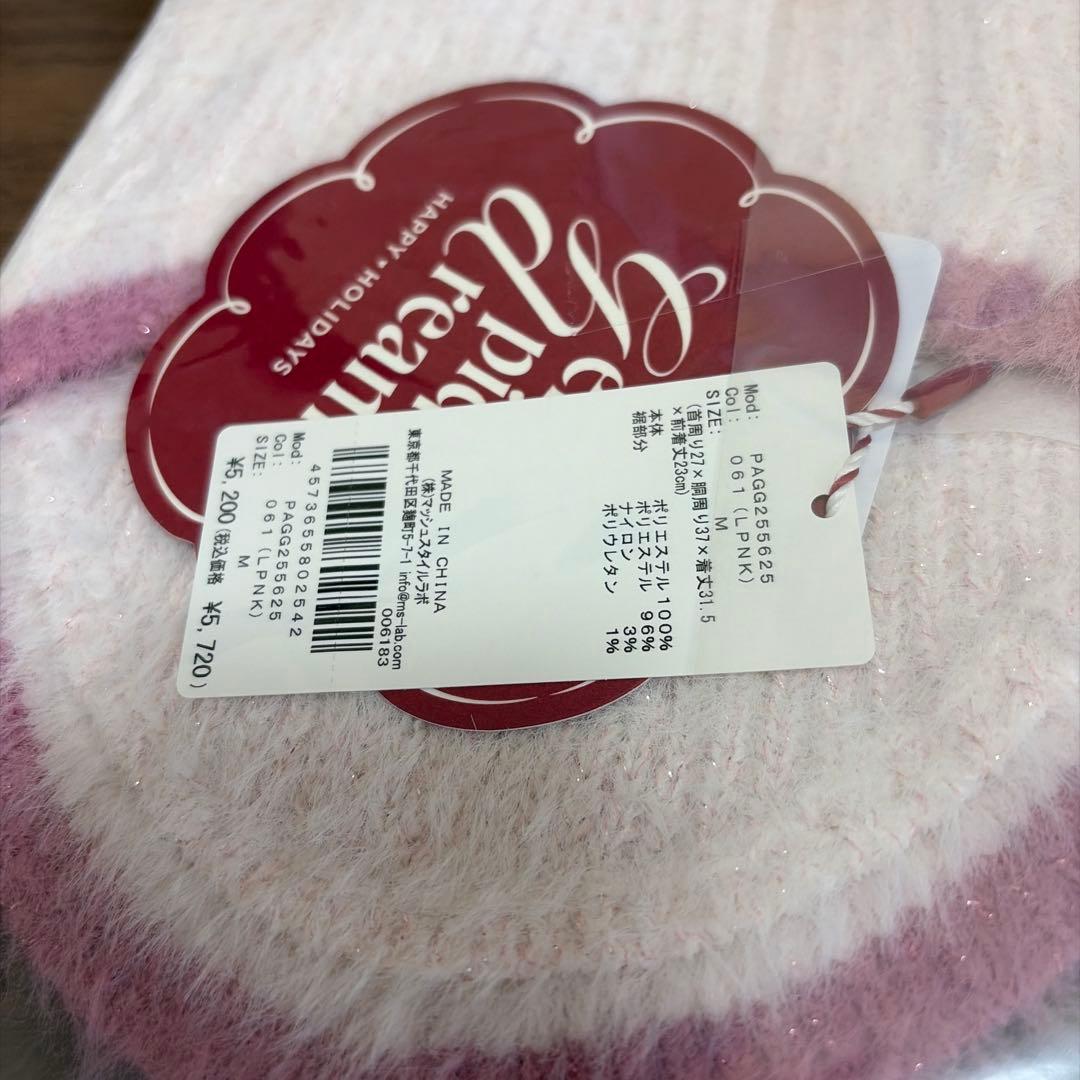 HAPPY • HOLIDAYS
Mod: PAGG255625
Col: 061 (LPNK)
SIZE: M
(首周り27×胴周り37×着丈31.5
×前着丈23cm)
本体 ポリエステル 100%
裾部分 ポリエステル 96%
ナイロン 3%
ポリウレタン 1%
MADE IN CHINA
(株)マッシュスタイルラボ
東京都千代田区麹町5-7-1 info@ms-lab.com
006183
4573655802542
Mod: PAGG255625
Col: 061 (LPNK)
SIZE: M
¥5,200(税込価格 ¥5,720)